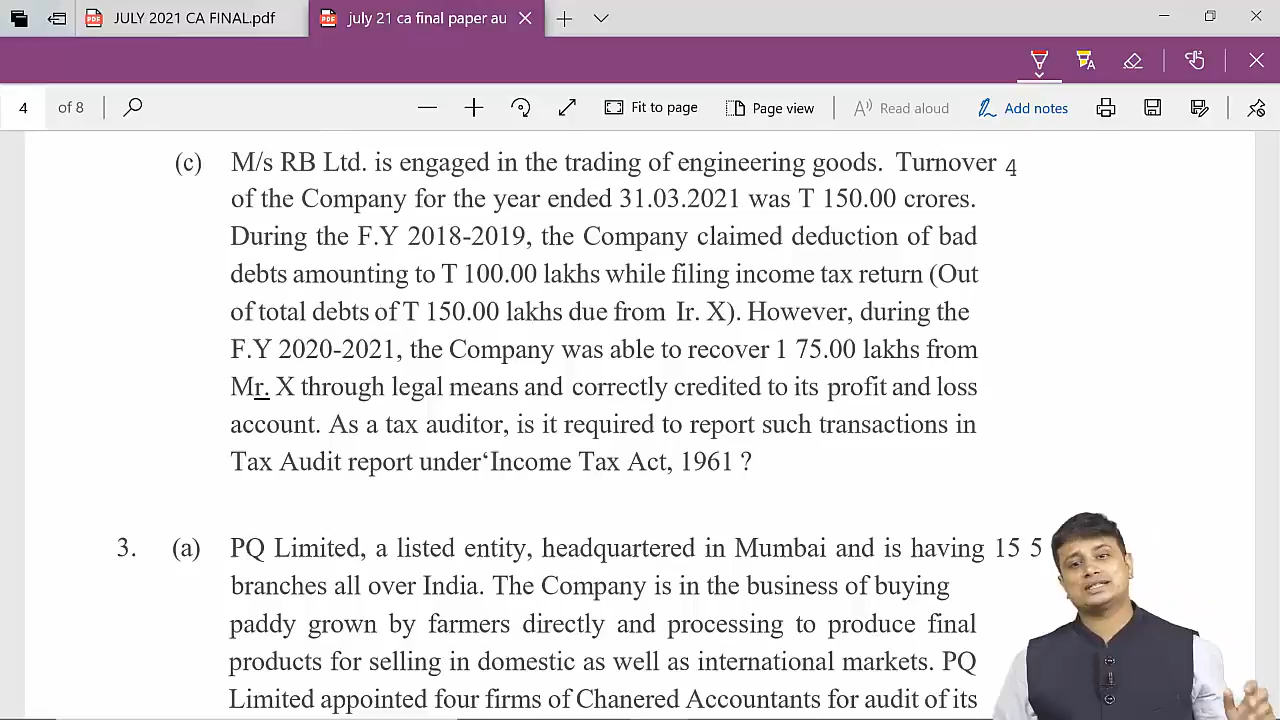 JULY 2021 CA FINAL.pdf
july 21 ca final paper au
4 of 8
Fit to page
Page view
Read aloud
Add notes
(c) M/s RB Ltd. is engaged in the trading of engineering goods. Turnover 4
of the Company for the year ended 31.03.2021 was T 150.00 crores.
During the F.Y 2018-2019, the Company claimed deduction of bad
debts amounting to T 100.00 lakhs while filing income tax return (Out
of total debts of T 150.00 lakhs due from Ir. X). However, during the
F.Y 2020-2021, the Company was able to recover 1 75.00 lakhs from
Mr. X through legal means and correctly credited to its profit and loss
account. As a tax auditor, is it required to report such transactions in
Tax Audit report under‘Income Tax Act, 1961 ?
3. (a) PQ Limited, a listed entity, headquartered in Mumbai and is having 15 5
branches all over India. The Company is in the business of buying
paddy grown by farmers directly and processing to produce final
products for selling in domestic as well as international markets. PQ
Limited appointed four firms of Chanered Accountants for audit of its